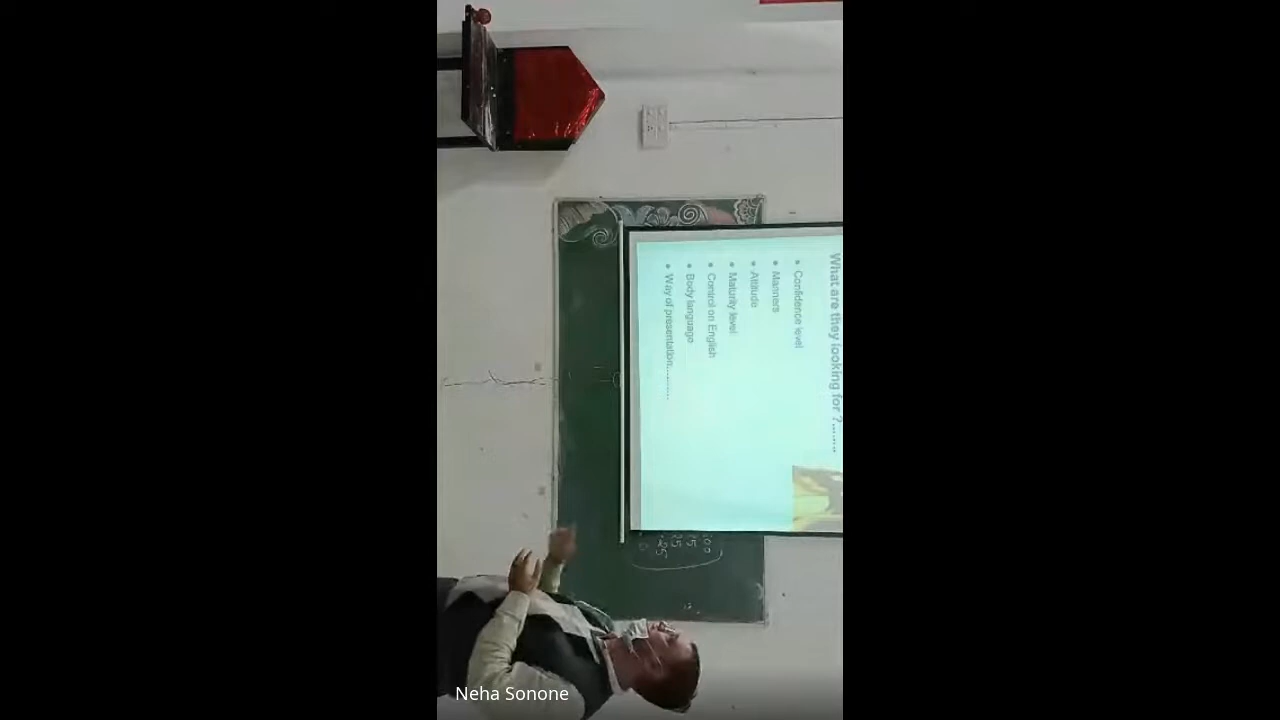 What are they looking for ?.......
• Confidence level
• Manners
• Attitude
• Maturity level
• Control on English
• Body language
• Way of presentation..........
Neha Sonone